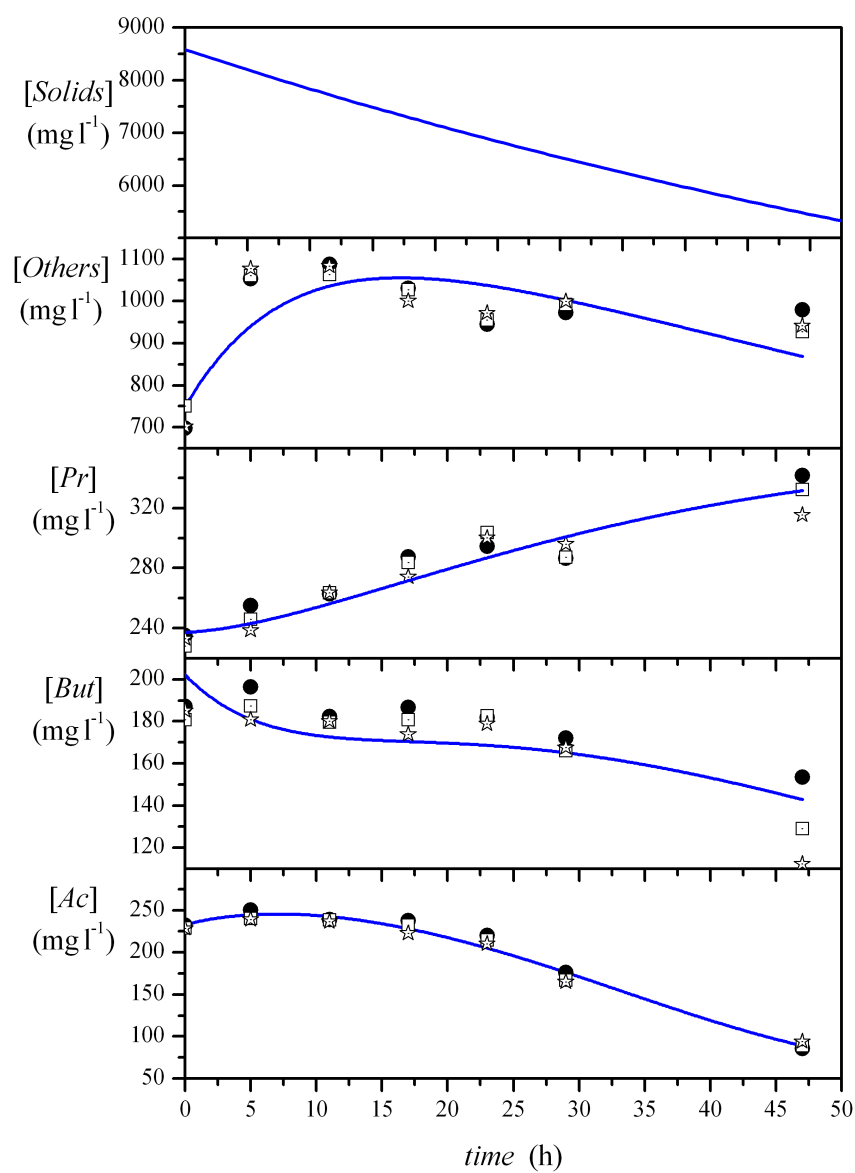 9000
8000
7000
6000
[Solids]
(mg l-1)
1100
1000
900
800
700
[Others]
(mg l-1)
320
280
240
[Pr]
(mg l-1)
200
180
160
140
120
[But]
(mg l-1)
250
200
150
100
50
[Ac]
(mg l-1)
0 5 10 15 20 25 30 35 40 45 50
time (h)